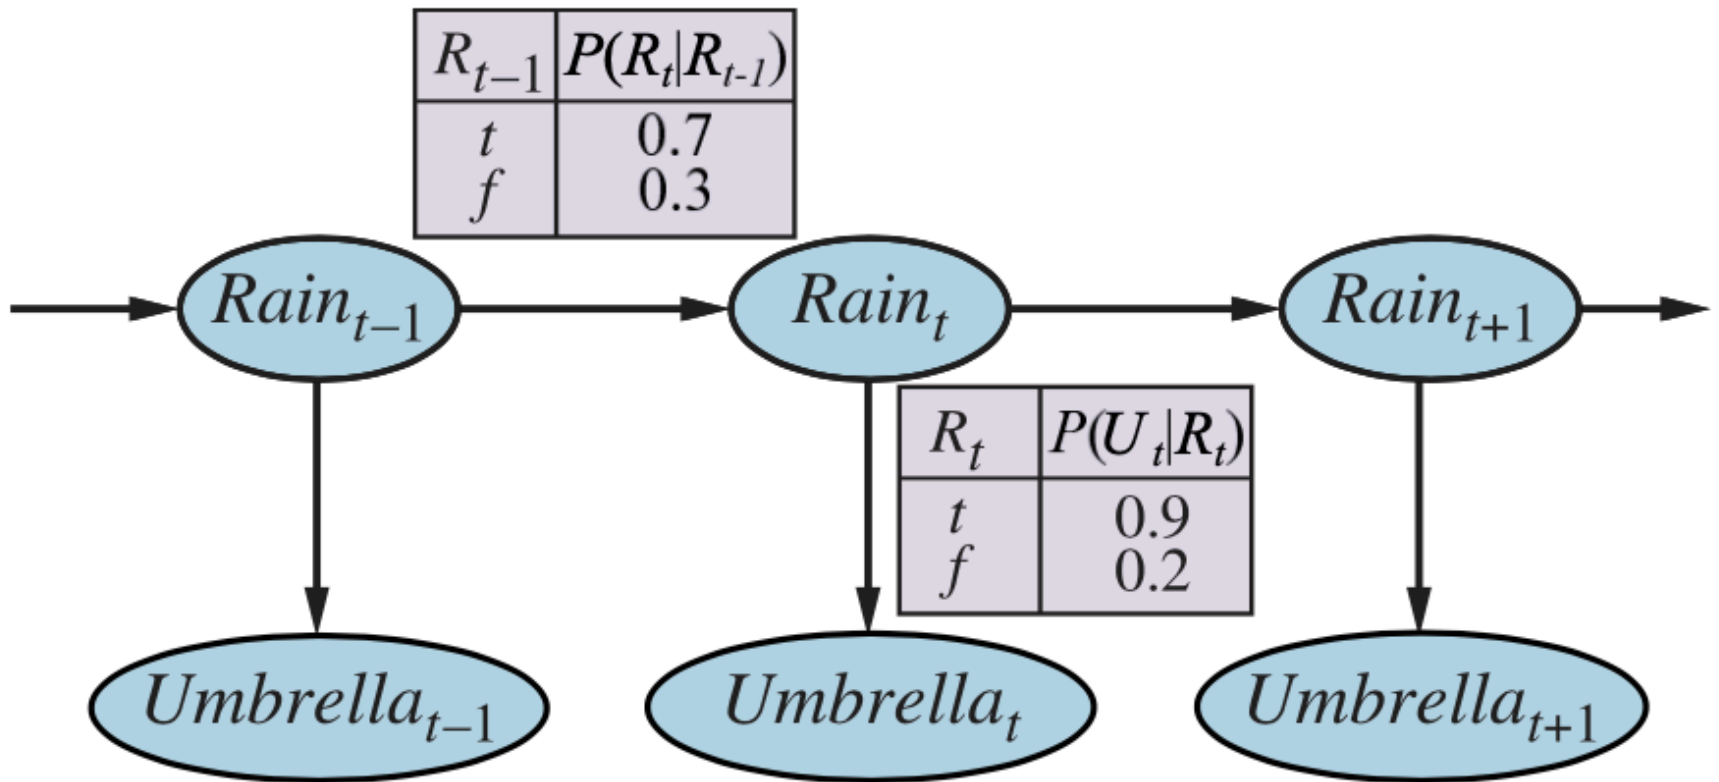 R_{t-1} P(R_t|R_{t-1})
t 0.7
f 0.3
Rain_{t-1} Rain_t Rain_{t+1}
R_t P(U_t|R_t)
t 0.9
f 0.2
Umbrella_{t-1} Umbrella_t Umbrella_{t+1}